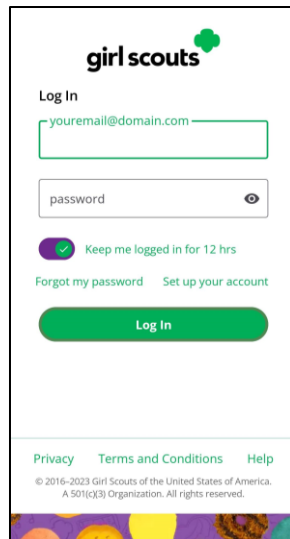 girl scouts
Log In
youremail@domain.com
password
Keep me logged in for 12 hrs
Forgot my password Set up your account
Log In
Privacy Terms and Conditions Help
© 2016–2023 Girl Scouts of the United States of America.
A 501(c)(3) Organization. All rights reserved.